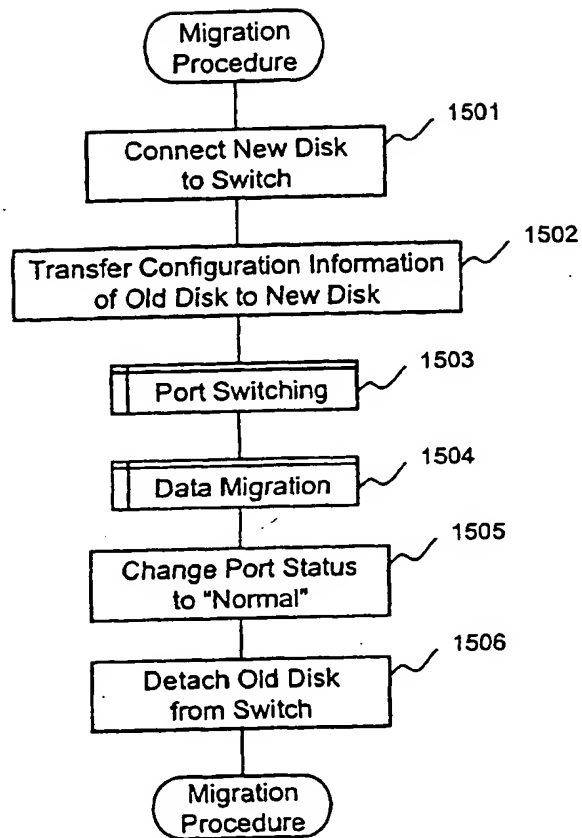 Migration
Procedure
1501
Connect New Disk
to Switch
1502
Transfer Configuration Information
of Old Disk to New Disk
1503
Port Switching
1504
Data Migration
1505
Change Port Status
to "Normal"
1506
Detach Old Disk
from Switch
Migration
Procedure